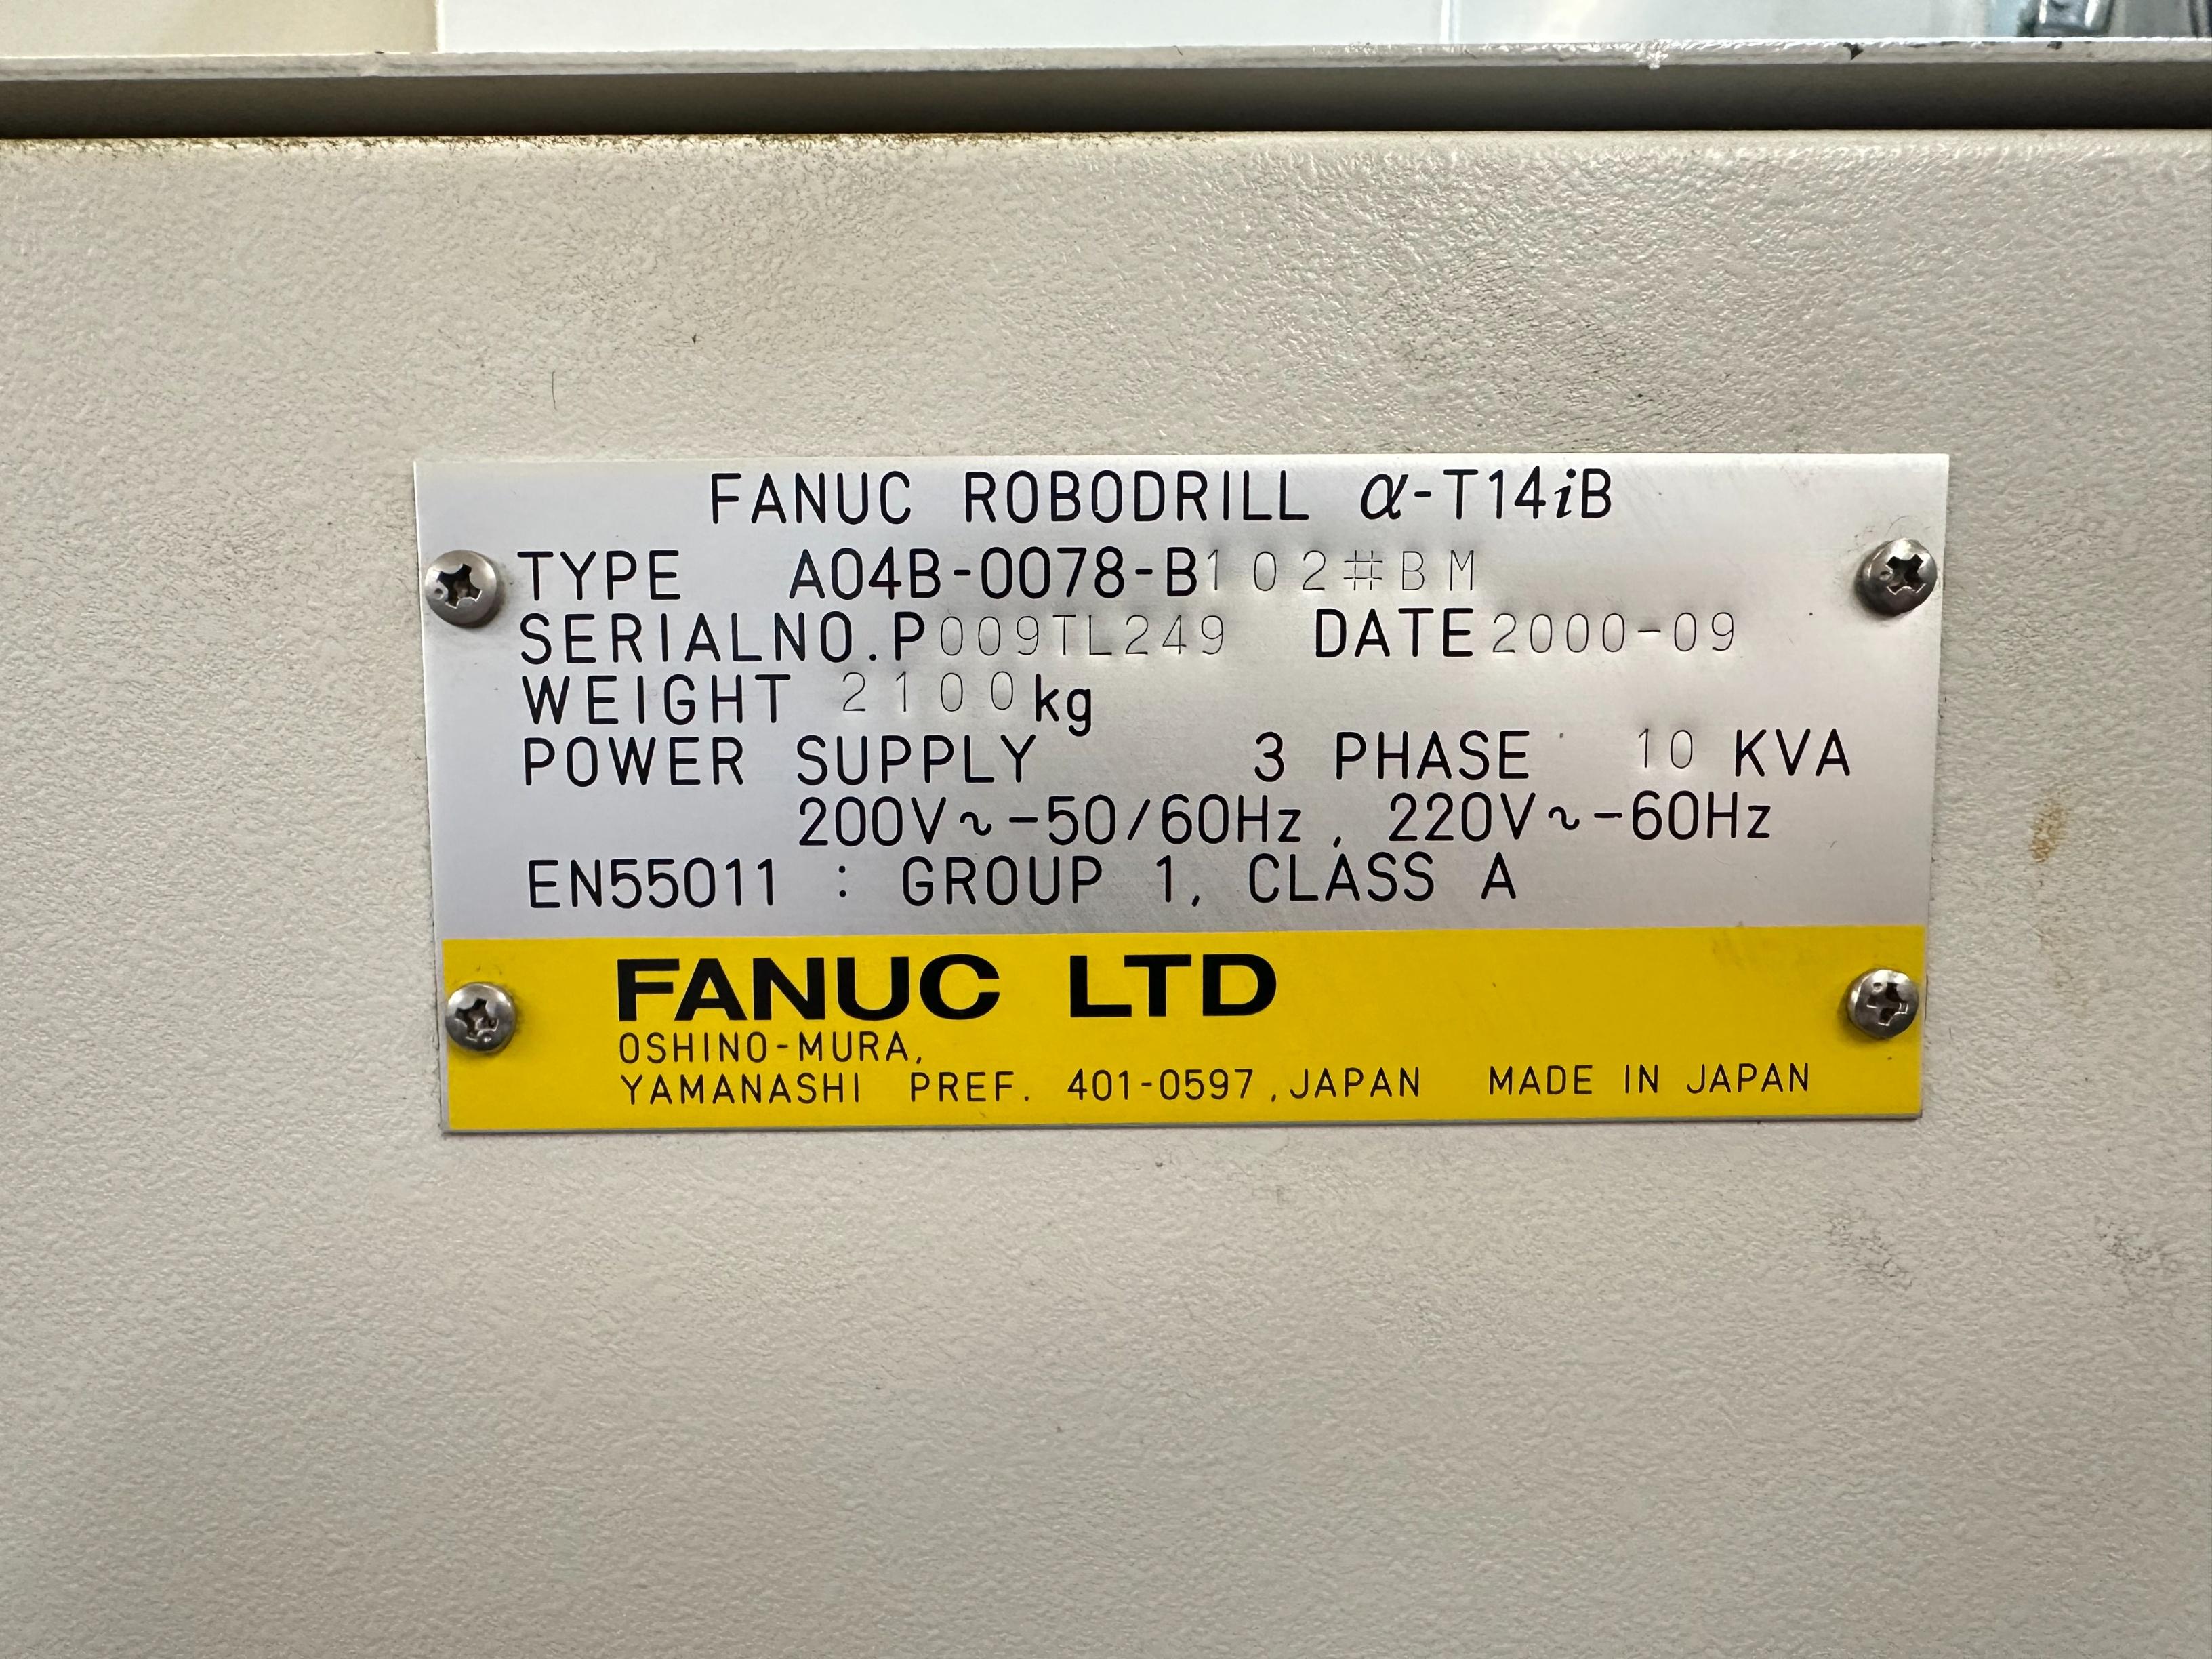 FANUC ROBODRILL α-T14iB
TYPE A04B-0078-B102#BM
SERIALNO.P009TL249 DATE 2000-09
WEIGHT 2100kg
POWER SUPPLY 3 PHASE 10 KVA
200V~-50/60Hz , 220V~-60Hz
EN55011 : GROUP 1, CLASS A
FANUC LTD
OSHINO-MURA,
YAMANASHI PREF. 401-0597 ,JAPAN MADE IN JAPAN